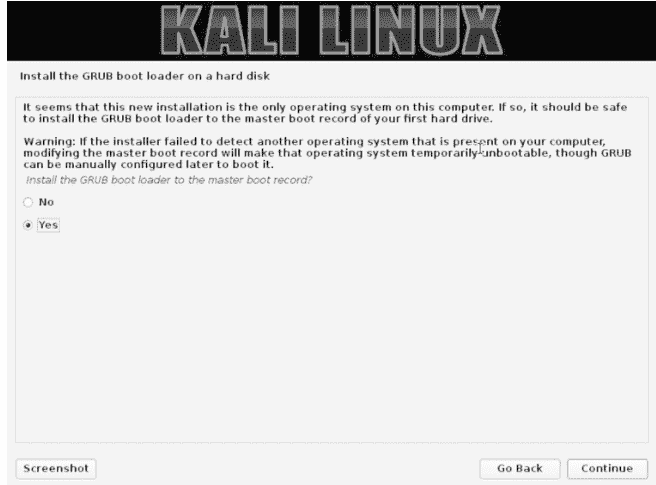 KALI LINUX
Install the GRUB boot loader on a hard disk
It seems that this new installation is the only operating system on this computer. If so, it should be safe
to install the GRUB boot loader to the master boot record of your first hard drive.
Warning: If the installer failed to detect another operating system that is present on your computer,
modifying the master boot record will make that operating system temporarily unbootable, though GRUB
can be manually configured later to boot it.
Install the GRUB boot loader to the master boot record?
No
Yes
Screenshot
Go Back
Continue